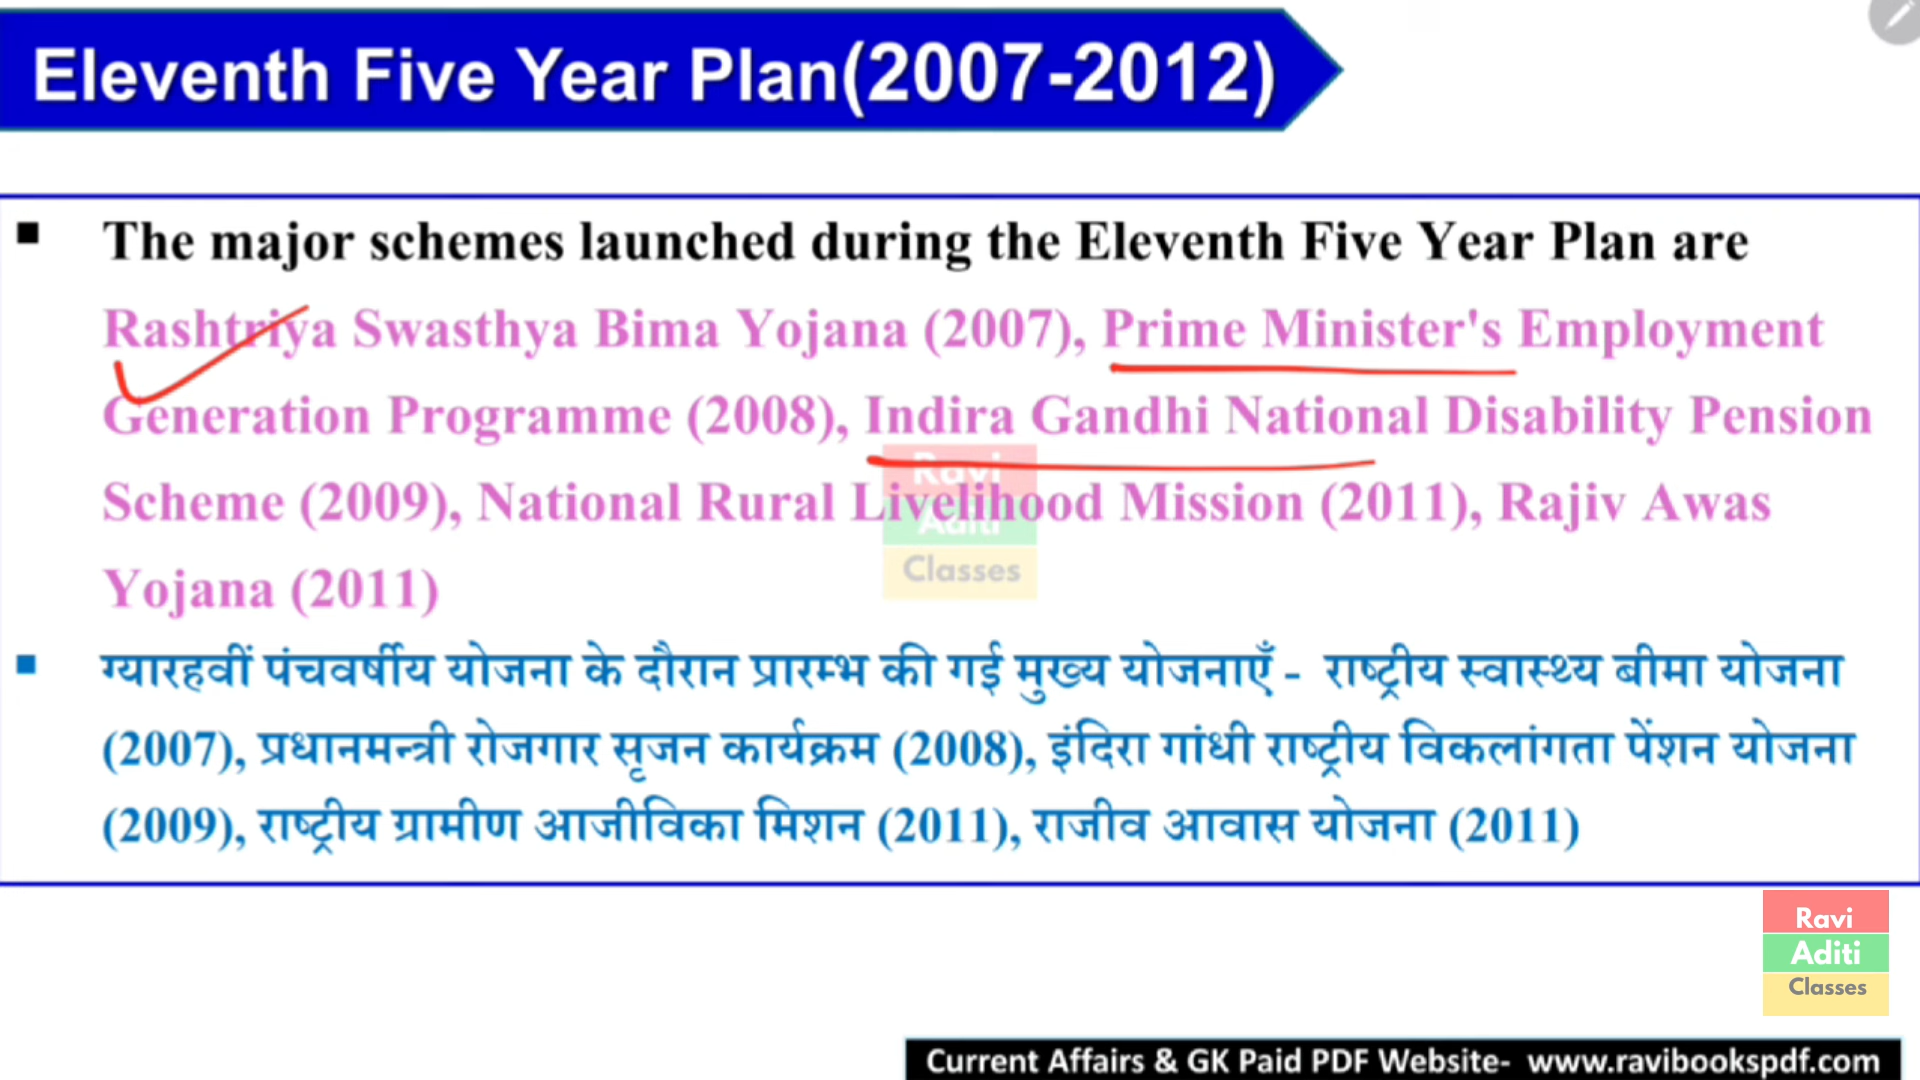 Eleventh Five Year Plan(2007-2012)
▪ The major schemes launched during the Eleventh Five Year Plan are
Rashtriya Swasthya Bima Yojana (2007), Prime Minister's Employment
Generation Programme (2008), Indira Gandhi National Disability Pension
Scheme (2009), National Rural Livelihood Mission (2011), Rajiv Awas
Yojana (2011)
Ravi
Aditi
Classes
▪ ग्यारहवीं पंचवर्षीय योजना के दौरान प्रारम्भ की गई मुख्य योजनाएँ - राष्ट्रीय स्वास्थ्य बीमा योजना
(2007), प्रधानमन्त्री रोजगार सृजन कार्यक्रम (2008), इंदिरा गांधी राष्ट्रीय विकलांगता पेंशन योजना
(2009), राष्ट्रीय ग्रामीण आजीविका मिशन (2011), राजीव आवास योजना (2011)
Ravi
Aditi
Classes
Current Affairs & GK Paid PDF Website- www.ravibookspdf.com